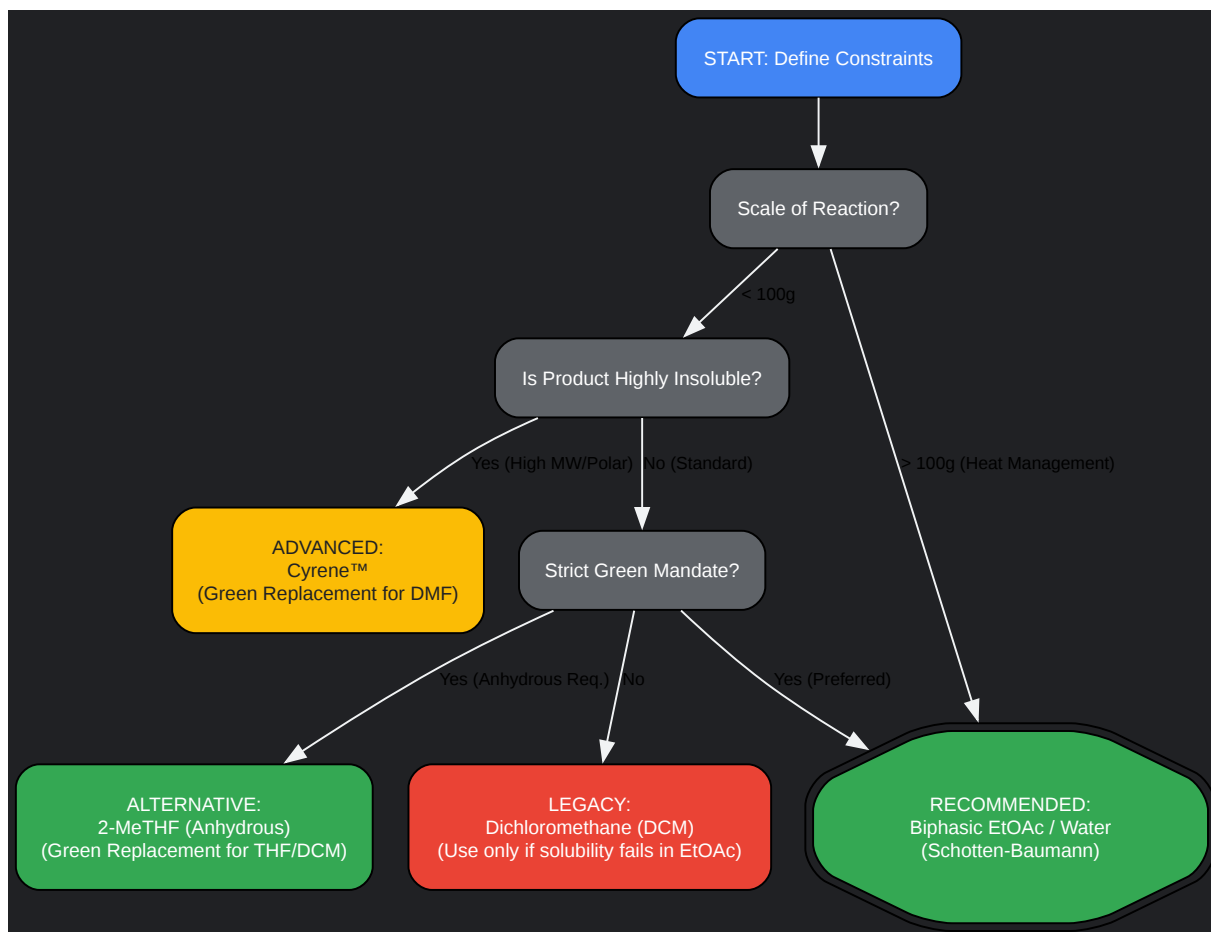 START: Define Constraints
Scale of Reaction?
< 100g
Is Product Highly Insoluble?
Yes (High MW/Polar)
No (Standard)
> 100g (Heat Management)
ADVANCED:
Cyrene™
(Green Replacement for DMF)
Strict Green Mandate?
Yes (Anhydrous Req.)
No
Yes (Preferred)
ALTERNATIVE:
2-MeTHF (Anhydrous)
(Green Replacement for THF/DCM)
LEGACY:
Dichloromethane (DCM)
(Use only if solubility fails in EtOAc)
RECOMMENDED:
Biphasic EtOAc / Water
(Schotten-Baumann)